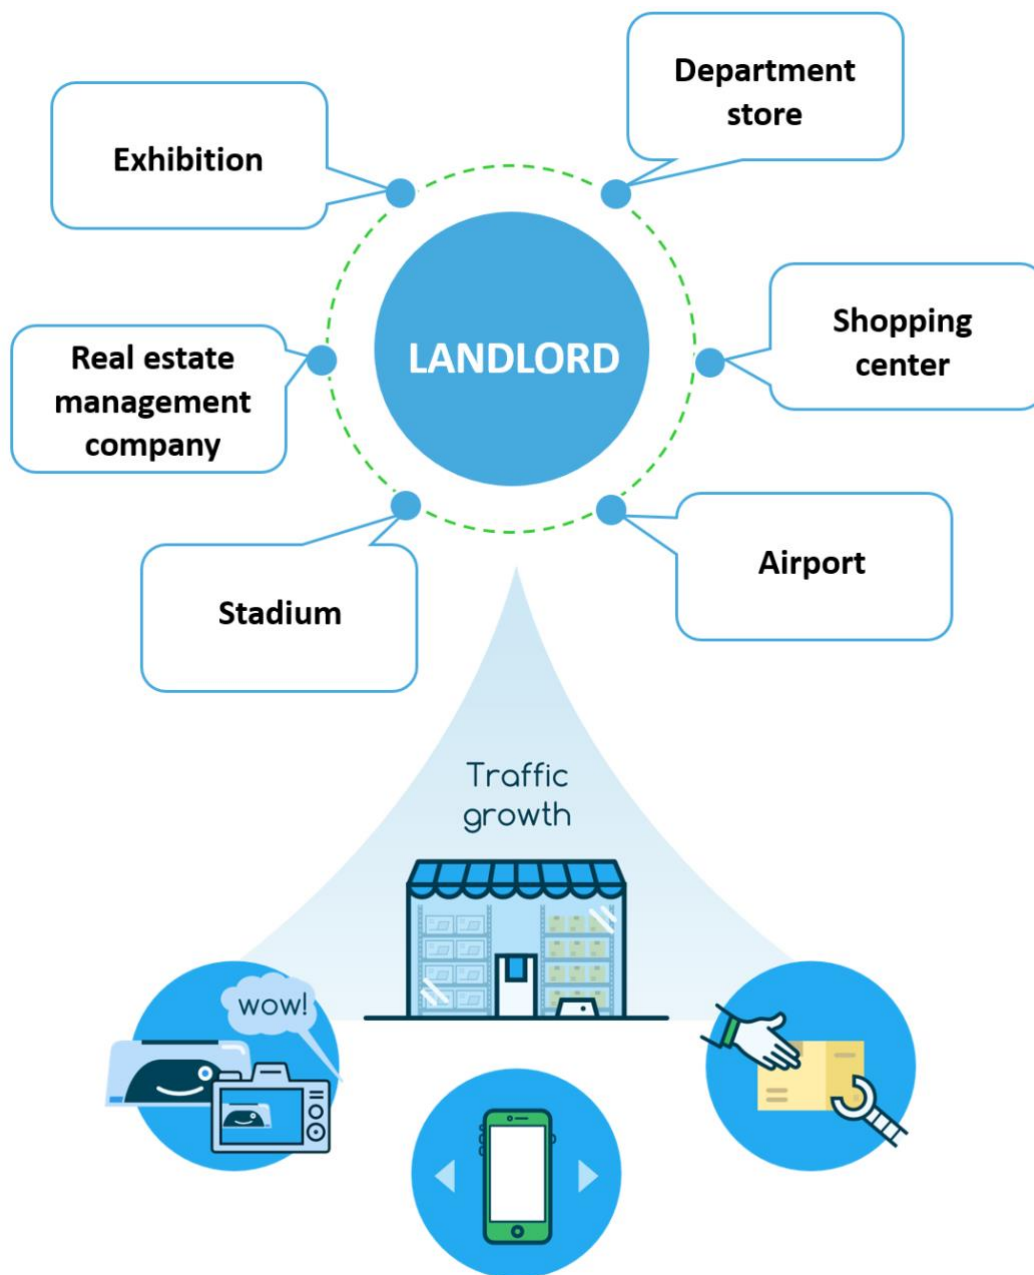 Department
store
Exhibition
Shopping
center
LANDLORD
Real estate
management
company
Airport
Stadium
Traffic
growth
wow!